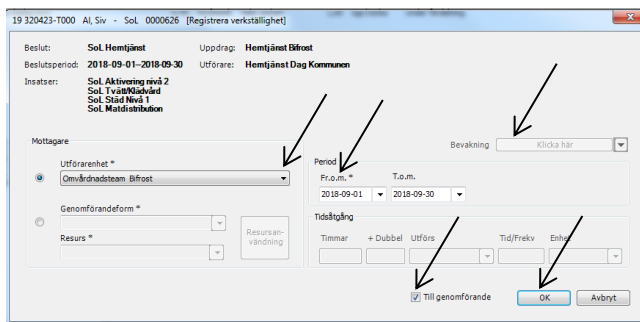 19 320423-T000 Al, Siv - SoL 0000626 [Registrera verkställighet]
Beslut: SoL Hemtjänst Uppdrag: Hemtjänst Bifrost
Beslutsperiod: 2018-09-01--2018-09-30 Utförare: Hemtjänst Dag Kommunen
Insatser: SoL Aktivering nivå 2
SoL Tvätt/Klädvård
SoL Städ Nivå 1
SoL Matdistribution
Mottagare
Bevakning Klicka här
Utförarenhet *
Omvårdnadsteam Bifrost
Period
Fr.o.m. * T.o.m.
2018-09-01 2018-09-30
Genomförandeform *
Resurs *
Resursan-
vändning
Tidsåtgång
Timmar + Dubbel Utförs Tid/Frekv Enhet
Till genomförande OK Avbryt